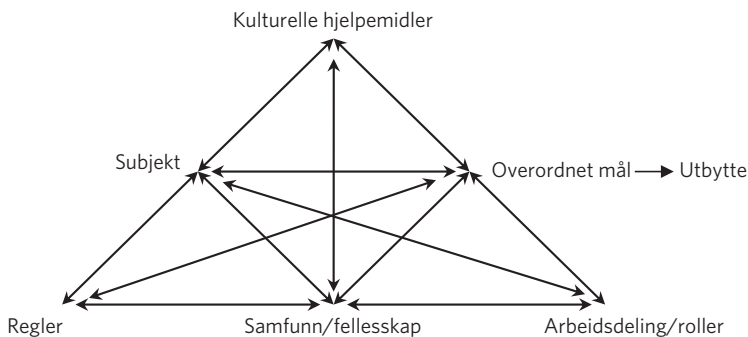 Kulturelle hjelpemidler
Subjekt
Overordnet mål
Utbytte
Regler
Samfunn/fellesskap
Arbeidsdeling/roller